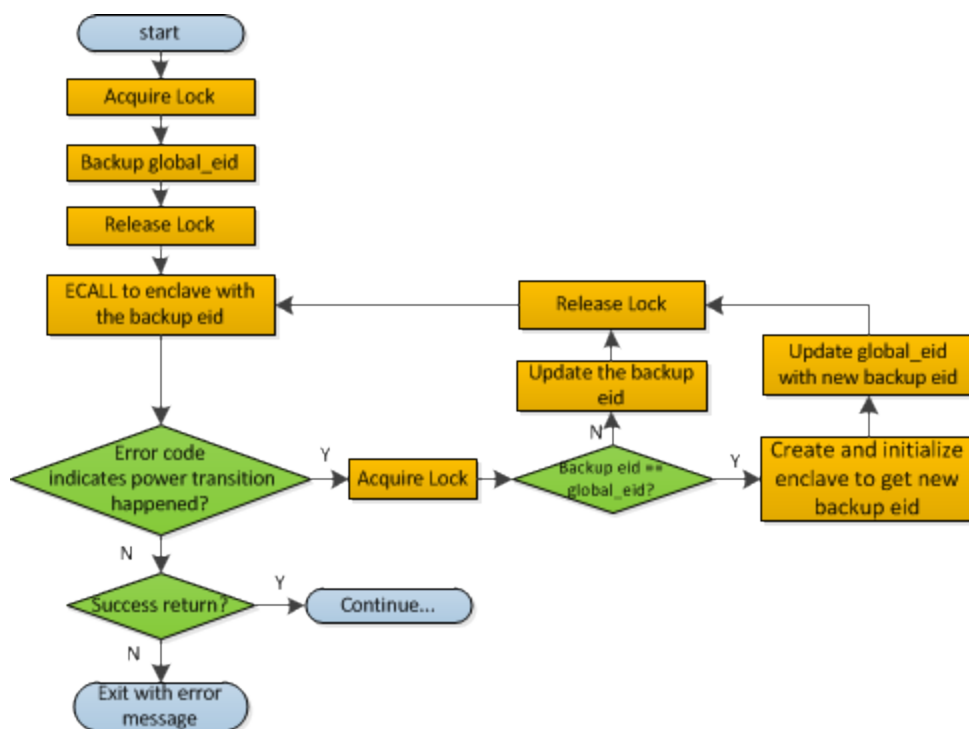 start
Acquire Lock
Backup global_eid
Release Lock
ECALL to enclave with
the backup eid
Release Lock
Update global_eid
with new backup eid
Update the backup
eid
N
Error code
indicates power transition
happened?
Y
Acquire Lock
Backup eid ==
global_eid?
Y
Create and initialize
enclave to get new
backup eid
N
Success return?
Y
Continue...
N
Exit with error
message